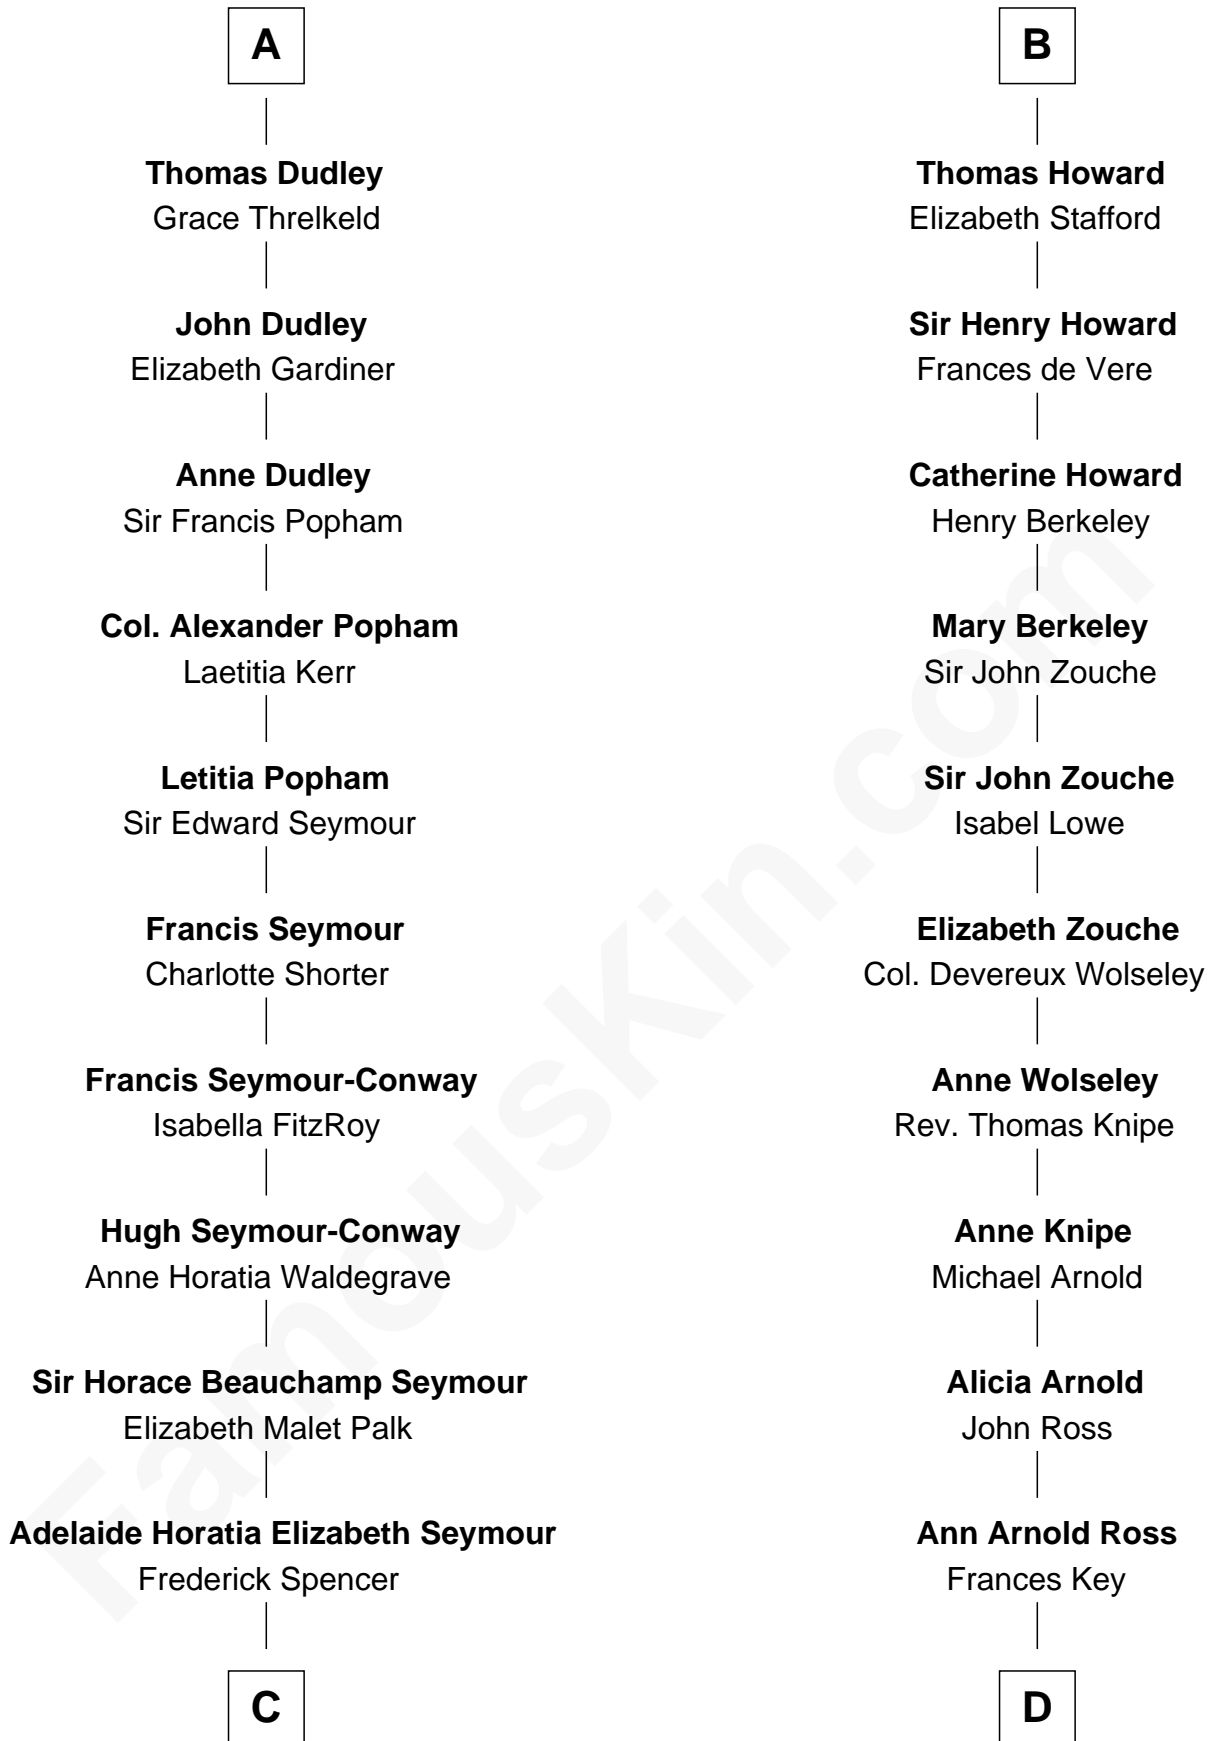 A
Thomas Dudley
Grace Threlkeld
John Dudley
Elizabeth Gardiner
Anne Dudley
Sir Francis Popham
Col. Alexander Popham
Laetitia Kerr
Letitia Popham
Sir Edward Seymour
Francis Seymour
Charlotte Shorter
Francis Seymour-Conway
Isabella FitzRoy
Hugh Seymour-Conway
Anne Horatia Waldegrave
Sir Horace Beauchamp Seymour
Elizabeth Malet Palk
Adelaide Horatia Elizabeth Seymour
Frederick Spencer
C
B
Thomas Howard
Elizabeth Stafford
Sir Henry Howard
Frances de Vere
Catherine Howard
Henry Berkeley
Mary Berkeley
Sir John Zouche
Sir John Zouche
Isabel Lowe
Elizabeth Zouche
Col. Devereux Wolseley
Anne Wolseley
Rev. Thomas Knipe
Anne Knipe
Michael Arnold
Alicia Arnold
John Ross
Ann Arnold Ross
Frances Key
D
FamousKin.com